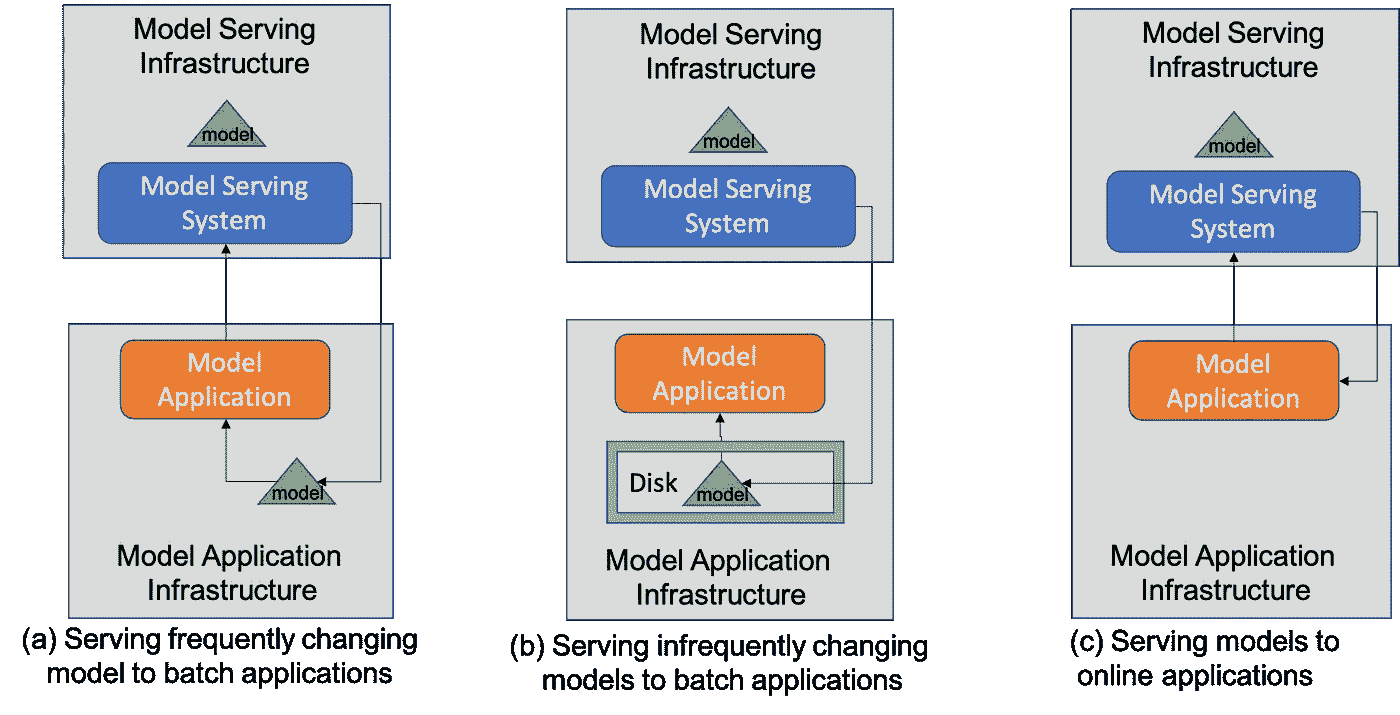 Model Serving
Infrastructure
model
Model Serving
System
Model
Application
model
Model Application
Infrastructure
(a) Serving frequently changing
model to batch applications
Model Serving
Infrastructure
model
Model Serving
System
Model
Application
Disk
model
Model Application
Infrastructure
(b) Serving infrequently changing
models to batch applications
Model Serving
Infrastructure
model
Model Serving
System
Model
Application
Model Application
Infrastructure
(c) Serving models to
online applications